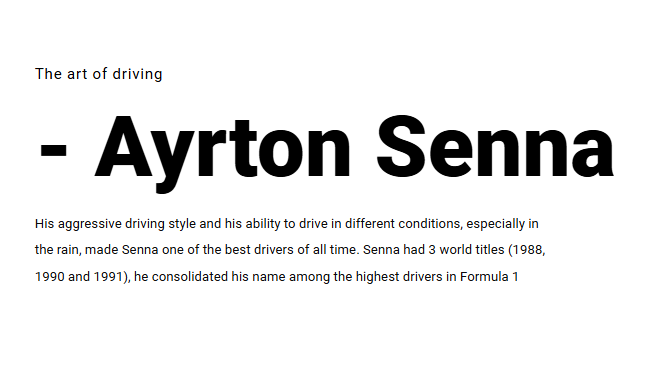 The art of driving
- Ayrton Senna
His aggressive driving style and his ability to drive in different conditions, especially in
the rain, made Senna one of the best drivers of all time. Senna had 3 world titles (1988,
1990 and 1991), he consolidated his name among the highest drivers in Formula 1